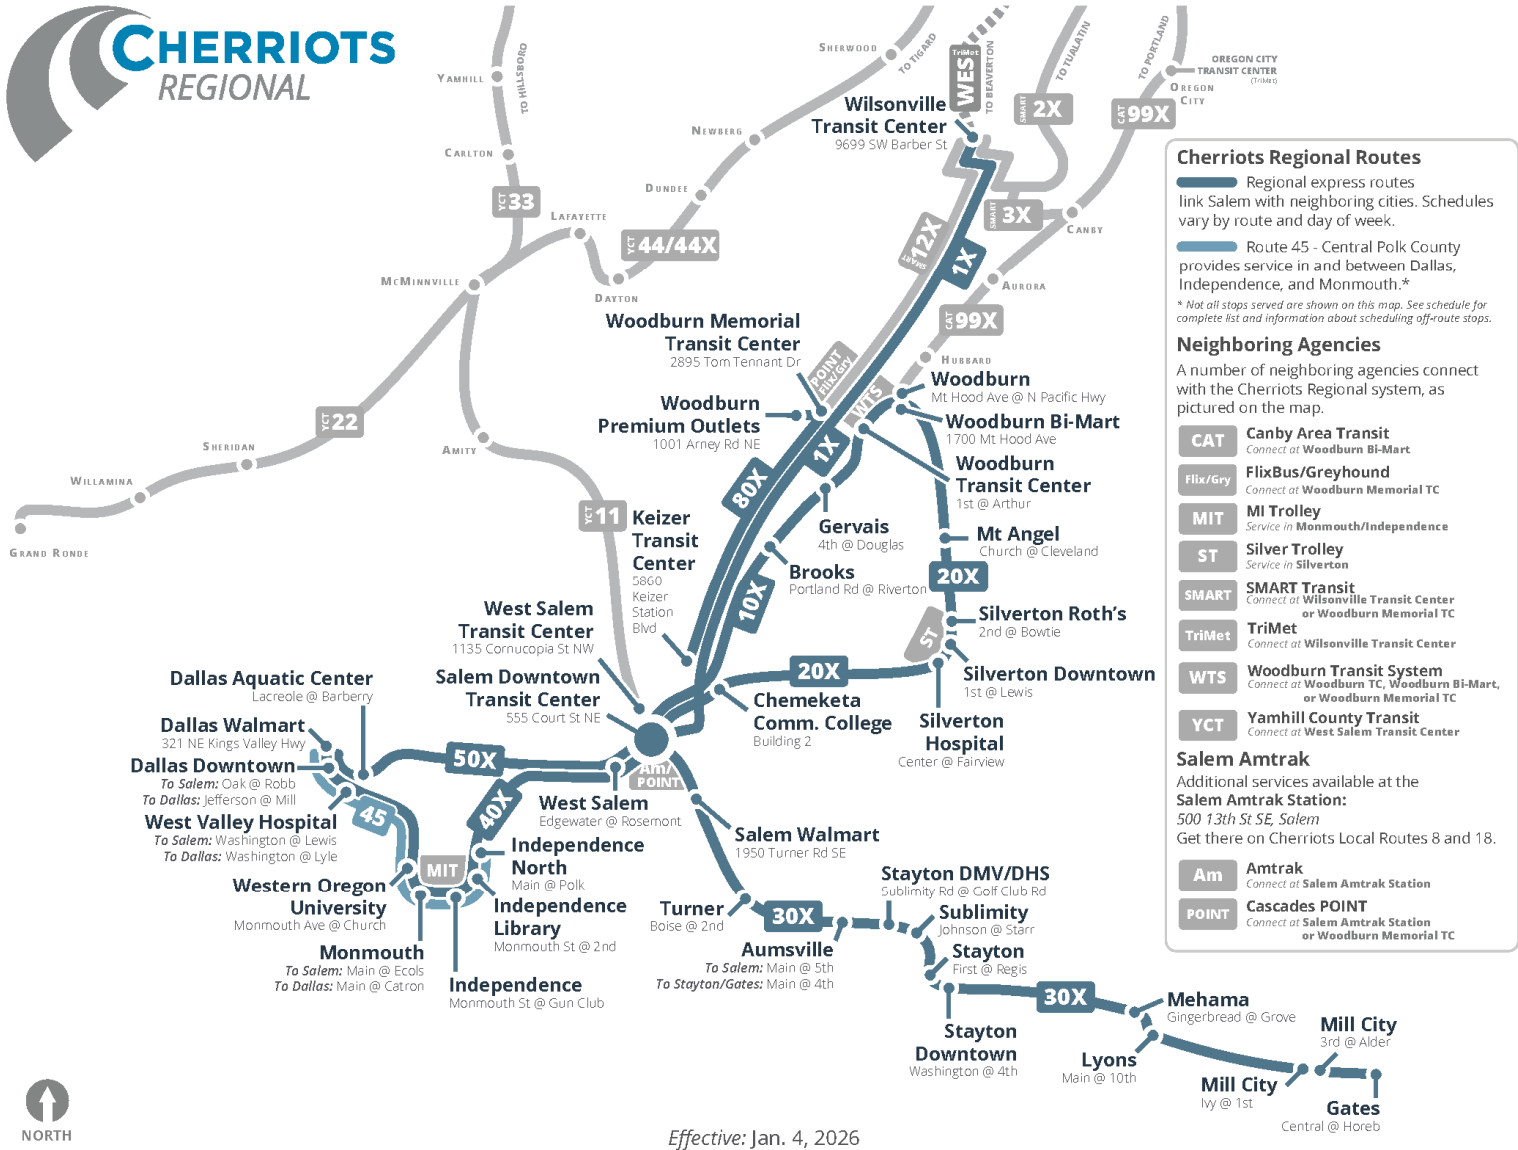 CHERRIOTS
REGIONAL
YAMHILL
TO HILLSBORO
CARLTON
YCT 33
LAFAYETTE
MCMINNVILLE
DAYTON
DUNDEE
YCT 44/44X
NEWBERG
SHERWOOD
TO TIGARD
TriMet
WES
TO BEAVERTON
SMART 2X
TO TUALATIN
TO PORTLAND
CAT 99X
OREGON CITY
TRANSIT CENTER
(TriMet)
OREGON
CITY
Wilsonville
Transit Center
9699 SW Barber St
SMART 3X
CANBY
SMART 12X
1X
AURORA
CAT 99X
HUBBARD
YCT 22
SHERIDAN
WILLAMINA
GRAND RONDE
AMITY
YCT 11
Woodburn Memorial
Transit Center
2895 Tom Tennant Dr
POINT
Flix/Gry
WTS
Woodburn
Premium Outlets
1001 Arney Rd NE
Woodburn
Mt Hood Ave @ N Pacific Hwy
Woodburn Bi-Mart
1700 Mt Hood Ave
Woodburn
Transit Center
1st @ Arthur
1X
80X
Gervais
4th @ Douglas
Mt Angel
Church @ Cleveland
Brooks
Portland Rd @ Riverton
20X
10X
Keizer
Transit
Center
5860
Keizer
Station
Blvd
West Salem
Transit Center
1135 Cornucopia St NW
Salem Downtown
Transit Center
555 Court St NE
Silverton Roth's
2nd @ Bowtie
ST
Silverton Downtown
1st @ Lewis
20X
Silverton
Hospital
Center @ Fairview
Chemeketa
Comm. College
Building 2
Dallas Aquatic Center
Lacreole @ Barberry
Dallas Walmart
321 NE Kings Valley Hwy
Dallas Downtown
To Salem: Oak @ Robb
To Dallas: Jefferson @ Mill
West Valley Hospital
To Salem: Washington @ Lewis
To Dallas: Washington @ Lyle
45
50X
40X
Am/
POINT
West Salem
Edgewater @ Rosemont
Independence
North
Main @ Polk
MIT
Independence
Library
Monmouth St @ 2nd
Western Oregon
University
Monmouth Ave @ Church
Monmouth
To Salem: Main @ Ecols
To Dallas: Main @ Catron
Independence
Monmouth St @ Gun Club
Salem Walmart
1950 Turner Rd SE
Turner
Boise @ 2nd
30X
Aumsville
To Salem: Main @ 5th
To Stayton/Gates: Main @ 4th
Stayton DMV/DHS
Sublimity Rd @ Golf Club Rd
Sublimity
Johnson @ Starr
Stayton
First @ Regis
Stayton
Downtown
Washington @ 4th
30X
Mehama
Gingerbread @ Grove
Lyons
Main @ 10th
Mill City
3rd @ Alder
Mill City
Ivy @ 1st
Gates
Central @ Horeb
NORTH
Effective: Jan. 4, 2026
Cherriots Regional Routes
Regional express routes
link Salem with neighboring cities. Schedules
vary by route and day of week.
Route 45 - Central Polk County
provides service in and between Dallas,
Independence, and Monmouth.*
* Not all stops served are shown on this map. See schedule for
complete list and information about scheduling off-route stops.
Neighboring Agencies
A number of neighboring agencies connect
with the Cherriots Regional system, as
pictured on the map.
CAT Canby Area Transit
Connect at Woodburn Bi-Mart
Flix/Gry FlixBus/Greyhound
Connect at Woodburn Memorial TC
MIT MI Trolley
Service in Monmouth/Independence
ST Silver Trolley
Service in Silverton
SMART SMART Transit
Connect at Wilsonville Transit Center
or Woodburn Memorial TC
TriMet TriMet
Connect at Wilsonville Transit Center
WTS Woodburn Transit System
Connect at Woodburn TC, Woodburn Bi-Mart,
or Woodburn Memorial TC
YCT Yamhill County Transit
Connect at West Salem Transit Center
Salem Amtrak
Additional services available at the
Salem Amtrak Station:
500 13th St SE, Salem
Get there on Cherriots Local Routes 8 and 18.
Am Amtrak
Connect at Salem Amtrak Station
POINT Cascades POINT
Connect at Salem Amtrak Station
or Woodburn Memorial TC